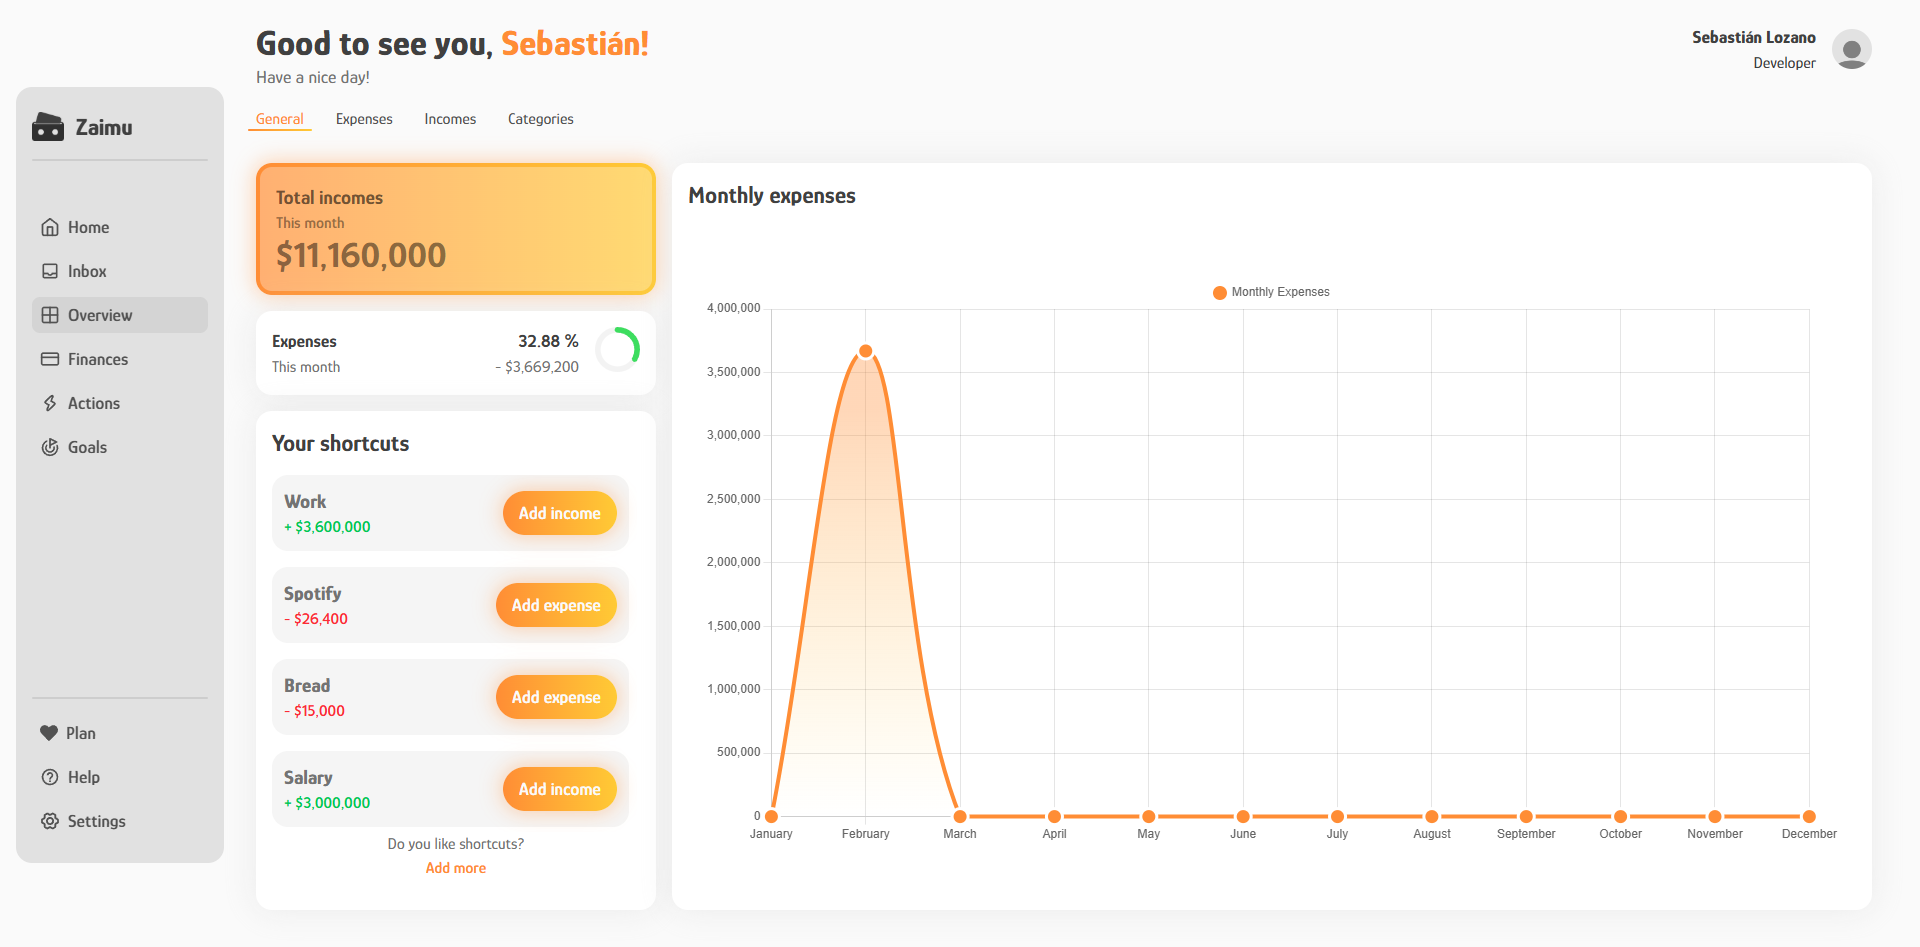 Good to see you, Sebastián!
Have a nice day!
Sebastián Lozano
Developer
Zaimu
Home
Inbox
Overview
Finances
Actions
Goals
Plan
Help
Settings
General
Expenses
Incomes
Categories
Total incomes
This month
$11,160,000
Expenses
32.88 %
This month
- $3,669,200
Your shortcuts
Work
+ $3,600,000
Add income
Spotify
- $26,400
Add expense
Bread
- $15,000
Add expense
Salary
+ $3,000,000
Add income
Do you like shortcuts?
Add more
Monthly expenses
Monthly Expenses
4,000,000
3,500,000
3,000,000
2,500,000
2,000,000
1,500,000
1,000,000
500,000
0
January
February
March
April
May
June
July
August
September
October
November
December